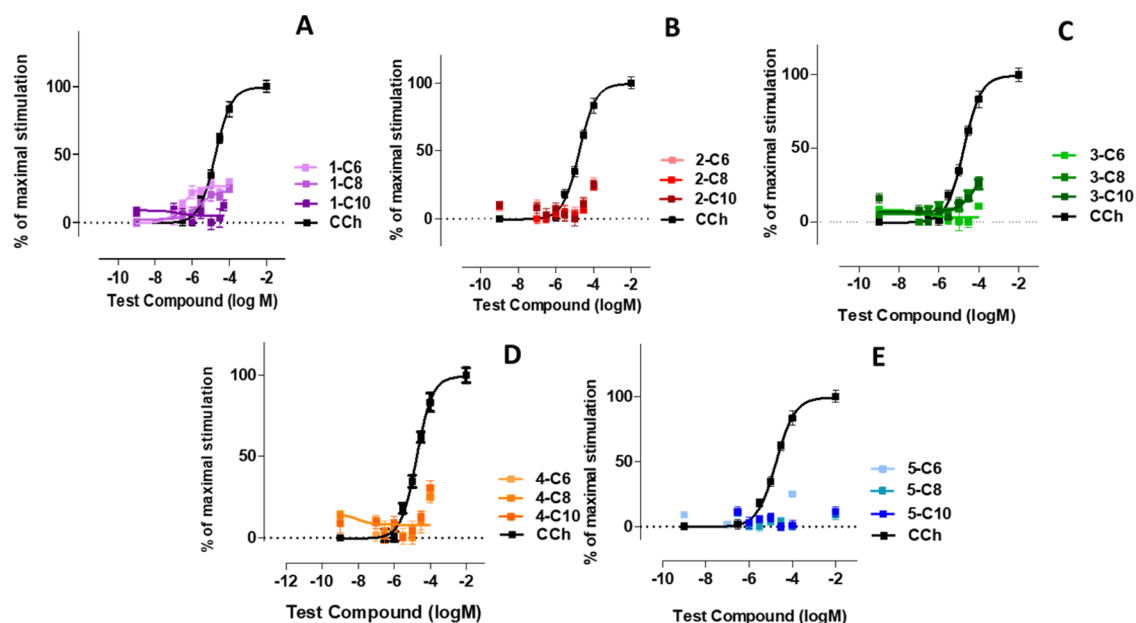 A
% of maximal stimulation
100
50
0
-10 -8 -6 -4 -2
Test Compound (log M)
1-C6
1-C8
1-C10
CCh
B
% of maximal stimulation
100
50
0
-10 -8 -6 -4 -2
Test Compound (logM)
2-C6
2-C8
2-C10
CCh
C
% of maximal stimulation
100
50
0
-10 -8 -6 -4 -2
Test Compound (logM)
3-C6
3-C8
3-C10
CCh
D
% of maximal stimulation
100
50
0
-12 -10 -8 -6 -4 -2
Test Compound (logM)
4-C6
4-C8
4-C10
CCh
E
% of maximal stimulation
100
50
0
-10 -8 -6 -4 -2
Test Compound (logM)
5-C6
5-C8
5-C10
CCh